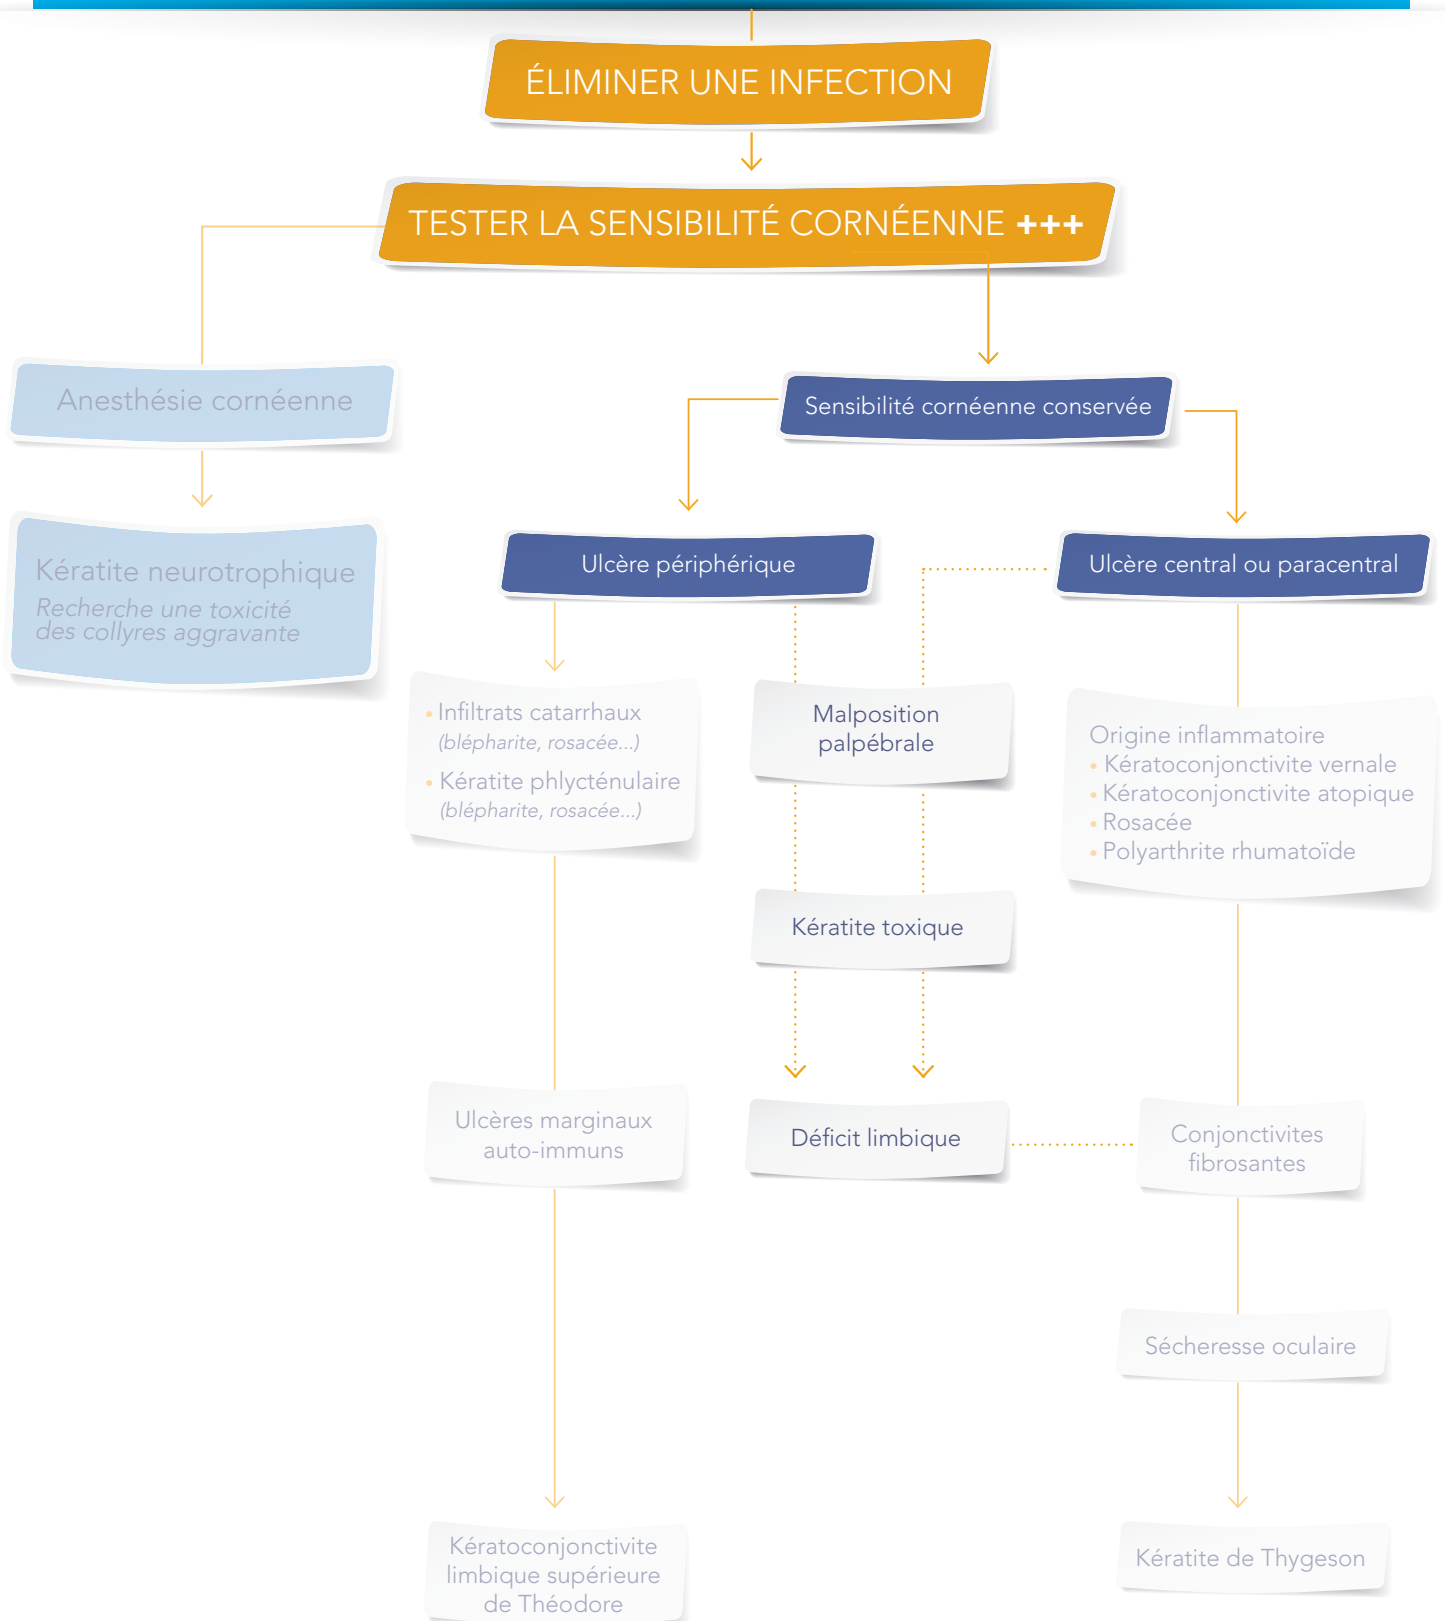 ÉLIMINER UNE INFECTION
TESTER LA SENSIBILITÉ CORNÉENNE +++
Anesthésie cornéenne
Sensibilité cornéenne conservée
Kératite neurotrophique
Recherche une toxicité
des collyres aggravante
Ulcère périphérique
Ulcère central ou paracentral
• Infiltrats catarrhaux
(blépharite, rosacée...)
• Kératite phlycténulaire
(blépharite, rosacée...)
Malposition
palpébrale
Origine inflammatoire
• Kératoconjonctivite vernale
• Kératoconjonctivite atopique
• Rosacée
• Polyarthrite rhumatoïde
Kératite toxique
Ulcères marginaux
auto-immuns
Déficit limbique
Conjonctivites
fibrosantes
Sécheresse oculaire
Kératoconjonctivite
limbique supérieure
de Théodore
Kératite de Thygeson